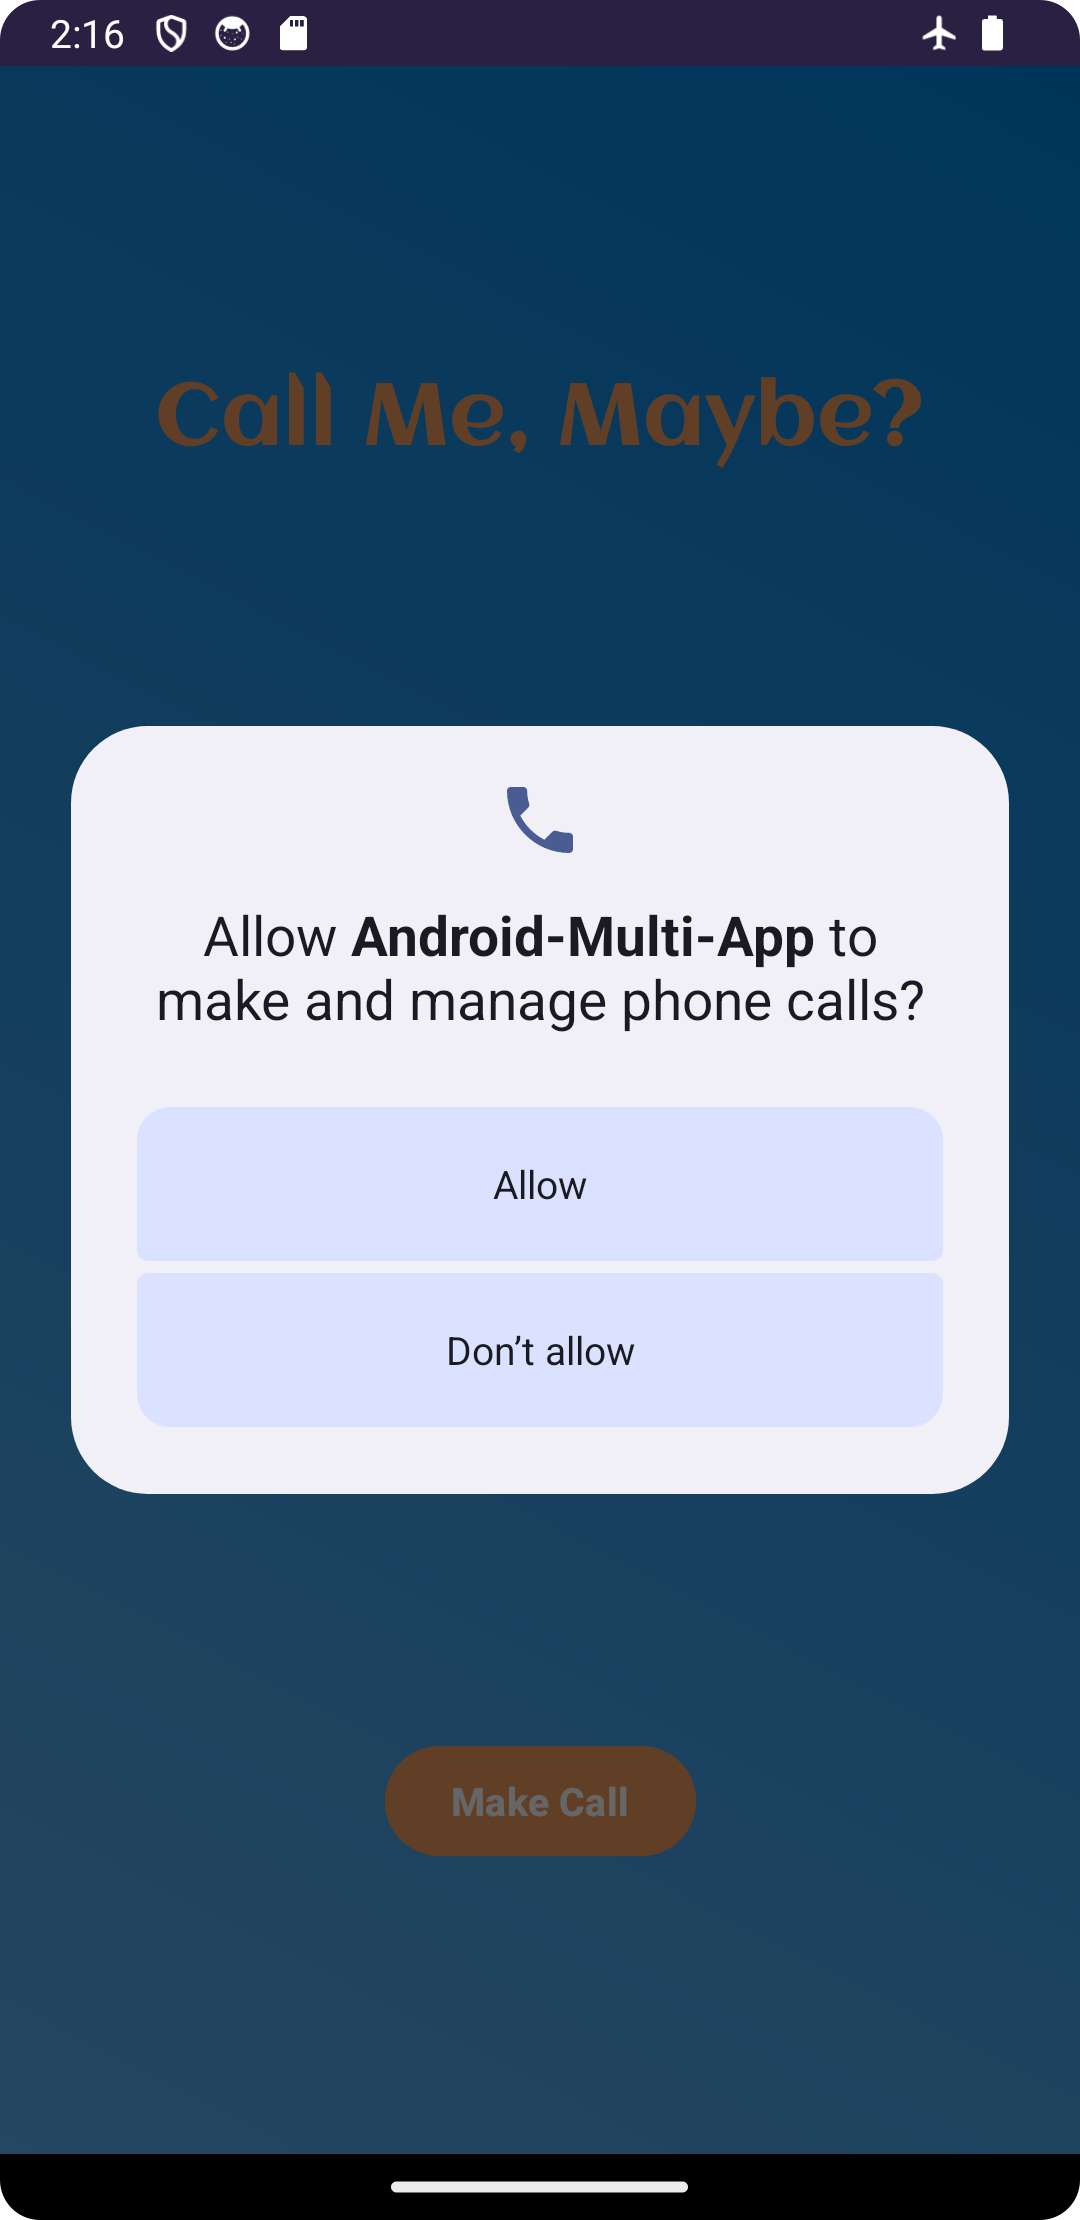 2:16
Call Me, Maybe?
Allow Android-Multi-App to
make and manage phone calls?
Allow
Don’t allow
Make Call